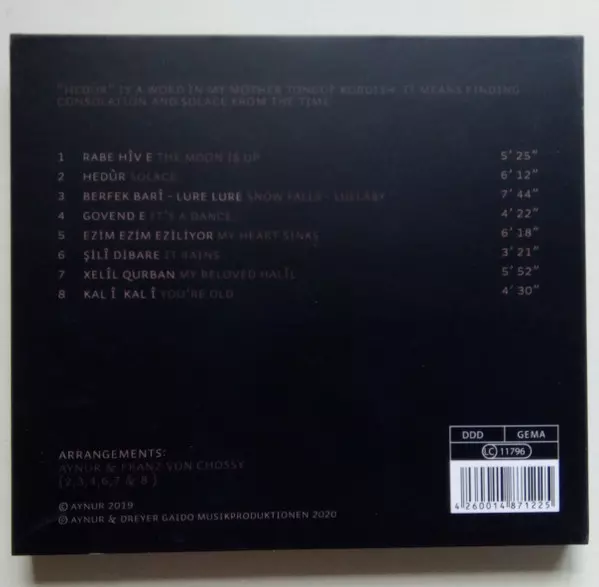 "HEDÛR" IS A WORD IN MY MOTHER TONGUE KURDISH. IT MEANS FINDING
CONSOLATION AND SOLACE FROM THE TIME
1 RABE HÎV E THE MOON IS UP 5' 25"
2 HEDÛR SOLACE 6' 12"
3 BERFEK BARÎ - LURE LURE SNOW FALLS - LULLABY 7' 44"
4 GOVEND E IT'S A DANCE 4' 22"
5 EZIM EZIM EZILIYOR MY HEART SINKS 6' 18"
6 ŞILÎ DIBARE IT RAINS 3' 21"
7 XELÎL QURBAN MY BELOVED HALÎL 5' 52"
8 KAL Î KAL Î YOU'RE OLD 4' 30"
ARRANGEMENTS:
AYNUR & FRANZ VON CHOSSY
(2,3,4,6,7 & 8 )
© AYNUR 2019
℗ AYNUR & DREYER GAIDO MUSIKPRODUKTIONEN 2020
DDD GEMA
LC 11796
4 260014 871225